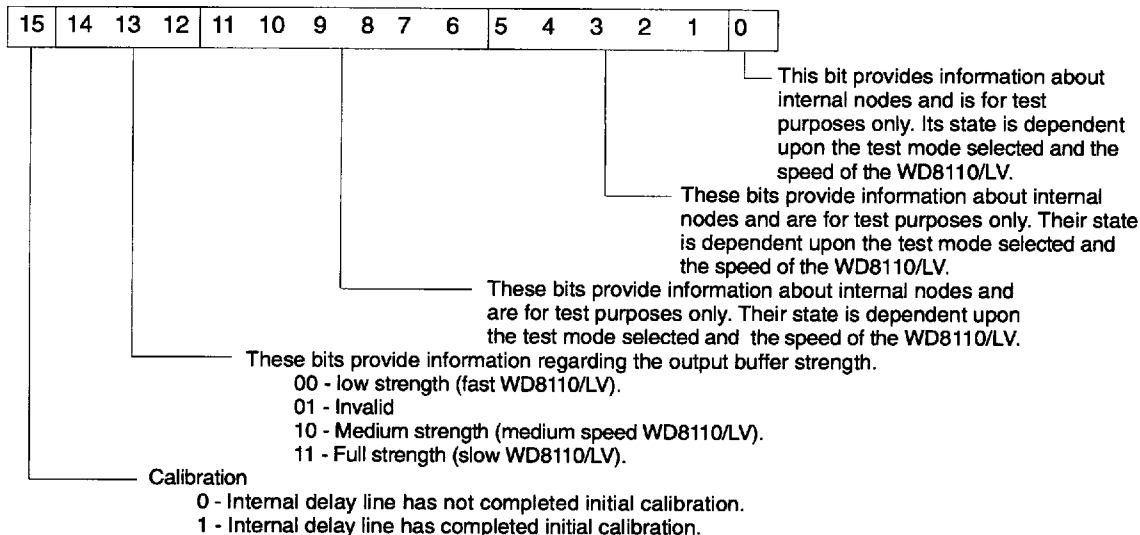 15 14 13 12 11 10 9 8 7 6 5 4 3 2 1 0
This bit provides information about
internal nodes and is for test
purposes only. Its state is dependent
upon the test mode selected and the
speed of the WD8110/LV.
These bits provide information about internal
nodes and are for test purposes only. Their state
is dependent upon the test mode selected and
the speed of the WD8110/LV.
These bits provide information about internal nodes and
are for test purposes only. Their state is dependent upon
the test mode selected and the speed of the WD8110/LV.
These bits provide information regarding the output buffer strength.
00 - low strength (fast WD8110/LV).
01 - Invalid
10 - Medium strength (medium speed WD8110/LV).
11 - Full strength (slow WD8110/LV).
Calibration
0 - Internal delay line has not completed initial calibration.
1 - Internal delay line has completed initial calibration.